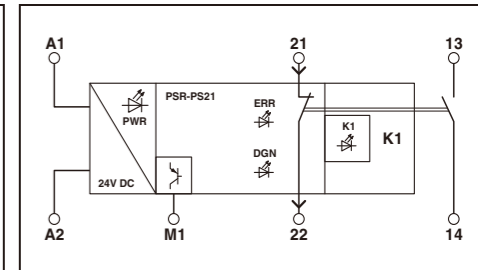 A1 21 13
PSR-PS21
ERR
PWR
K1
K1
DGN
24V DC
A2 M1 22 14